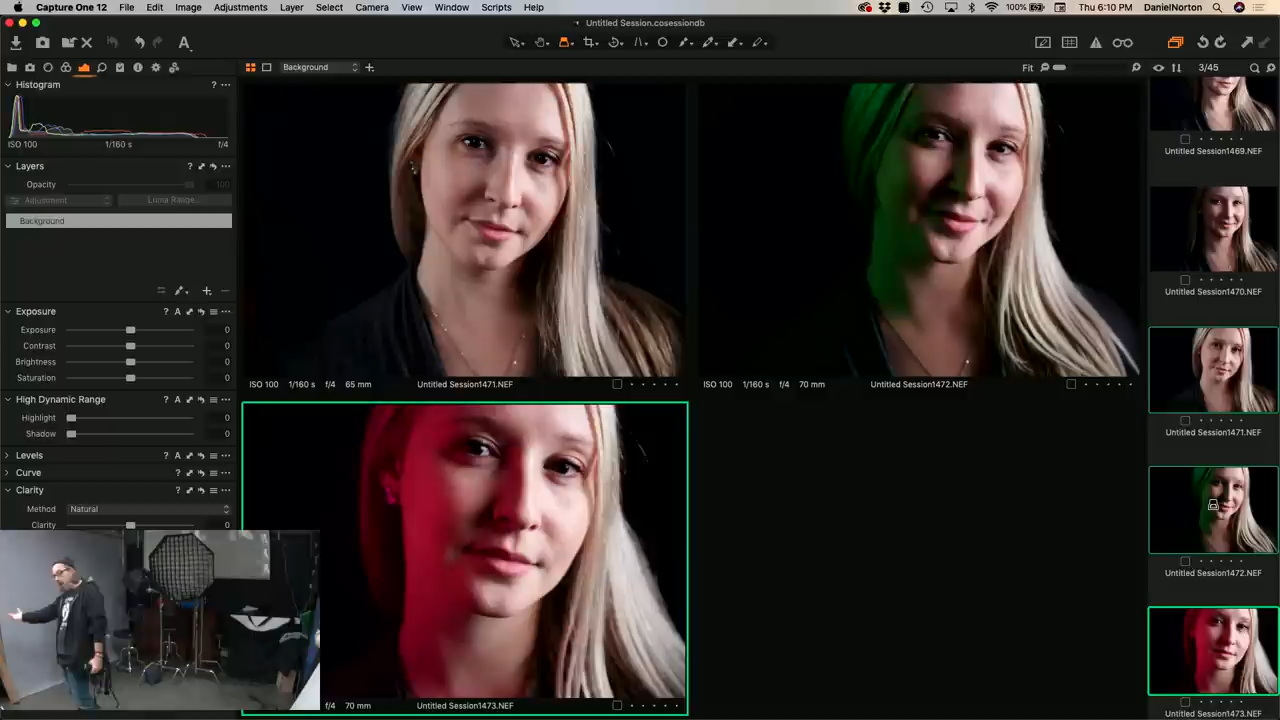 Capture One 12 File Edit Image Adjustments Layer Select Camera View Window Scripts Help 100% Thu 6:10 PM DanielNorton
Untitled Session.cosessiondb
Background Fit 3/45
Histogram
ISO 100 1/160 s f/4
Layers
Opacity 100
Adjustment Luma Range...
Background
Exposure
Exposure 0
Contrast 0
Brightness 0
Saturation 0
High Dynamic Range
Highlight 0
Shadow 0
Levels
Curve
Clarity
Method Natural
Clarity 0
ISO 100 1/160 s f/4 65 mm Untitled Session1471.NEF
ISO 100 1/160 s f/4 70 mm Untitled Session1472.NEF
f/4 70 mm Untitled Session1473.NEF
Untitled Session1469.NEF
Untitled Session1470.NEF
Untitled Session1471.NEF
Untitled Session1472.NEF
Untitled Session1473.NEF